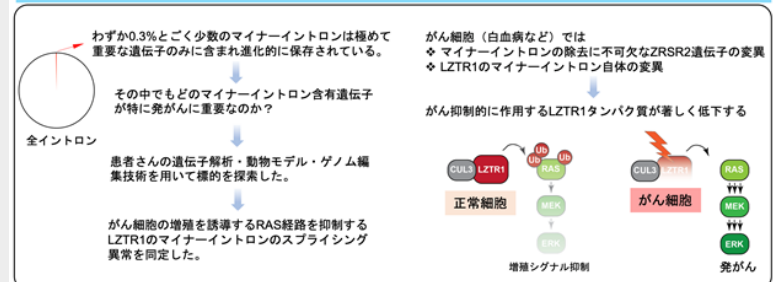 わずか0.3%とごく少数のマイナーイントロンは極めて
重要な遺伝子のみに含まれ進化的に保存されている。
全イントロン
その中でもどのマイナーイントロン含有遺伝子
が特に発がんに重要なのか？
患者さんの遺伝子解析・動物モデル・ゲノム編
集技術を用いて標的を探索した。
がん細胞の増殖を誘導するRAS経路を抑制する
LZTR1のマイナーイントロンのスプライシング
異常を同定した。
がん細胞（白血病など）では
❖ マイナーイントロンの除去に不可欠なZRSR2遺伝子の変異
❖ LZTR1のマイナーイントロン自体の変異
がん抑制的に作用するLZTR1タンパク質が著しく低下する
CUL3 LZTR1
Ub Ub Ub
RAS
MEK
ERK
正常細胞
増殖シグナル抑制
CUL3 LZTR1
RAS
MEK
ERK
がん細胞
発がん